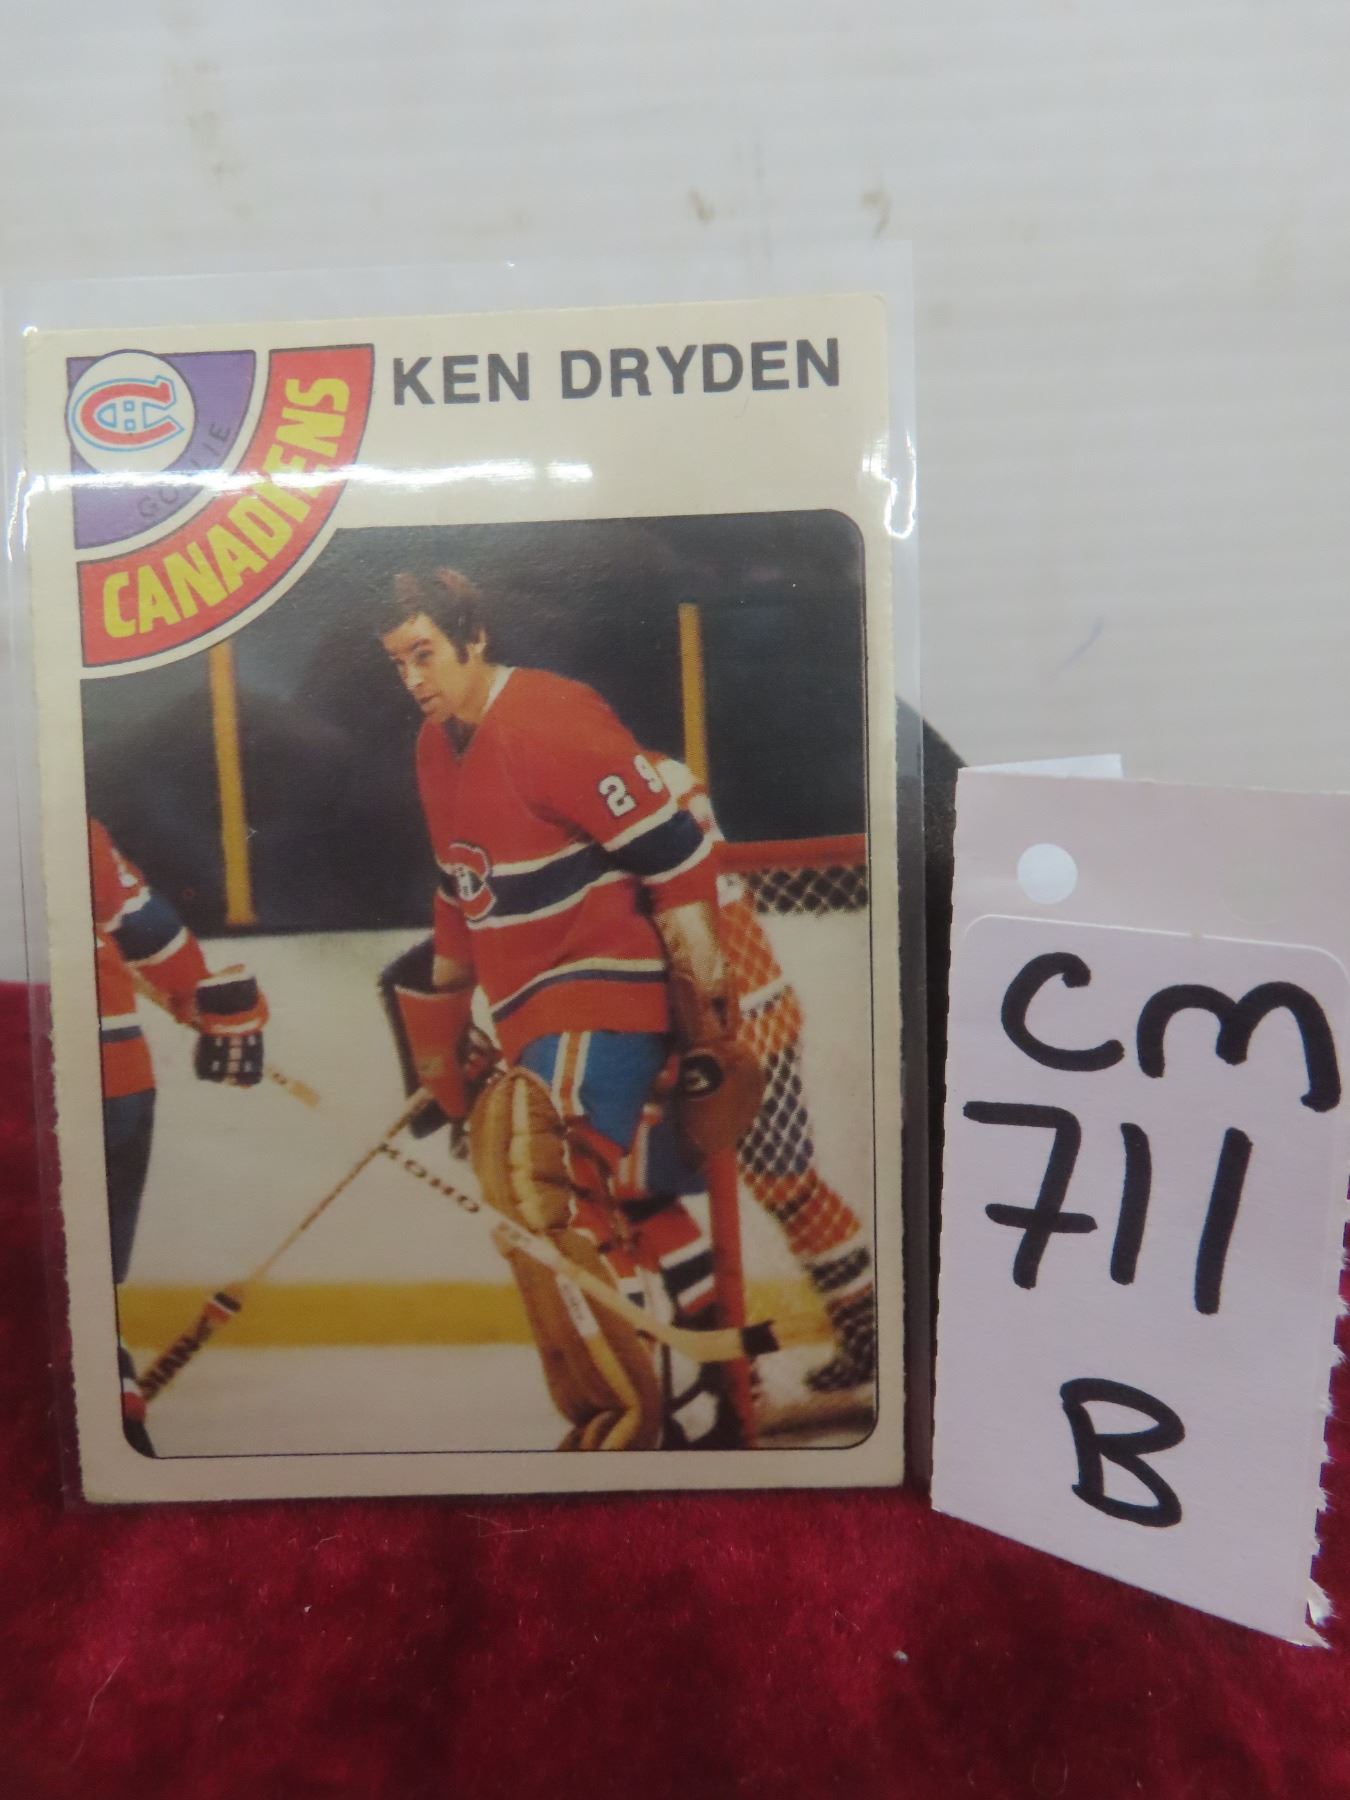 KEN DRYDEN
GOALIE
CANADIENS
29
KOHO
CM
711
B